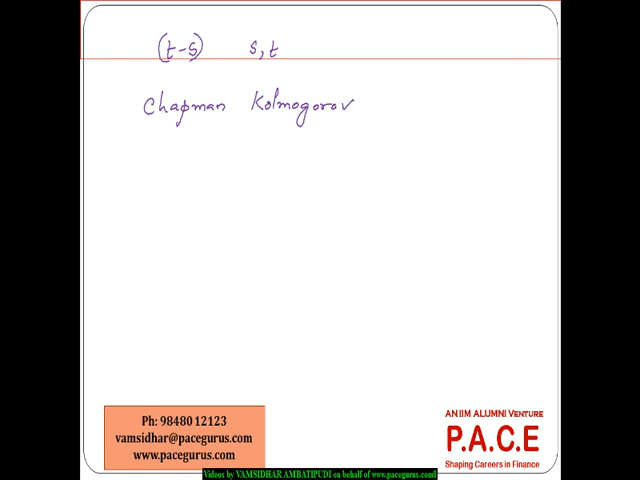 (t-s) s, t
Chapman Kolmogorov
Ph: 98480 12123
vamsidhar@pacegurus.com
www.pacegurus.com
AN IIM ALUMNI VENTURE
P.A.C.E
Shaping Careers in Finance
Videos by VAMSIDHAR AMBATIPUDI on behalf of www.pacegurus.com